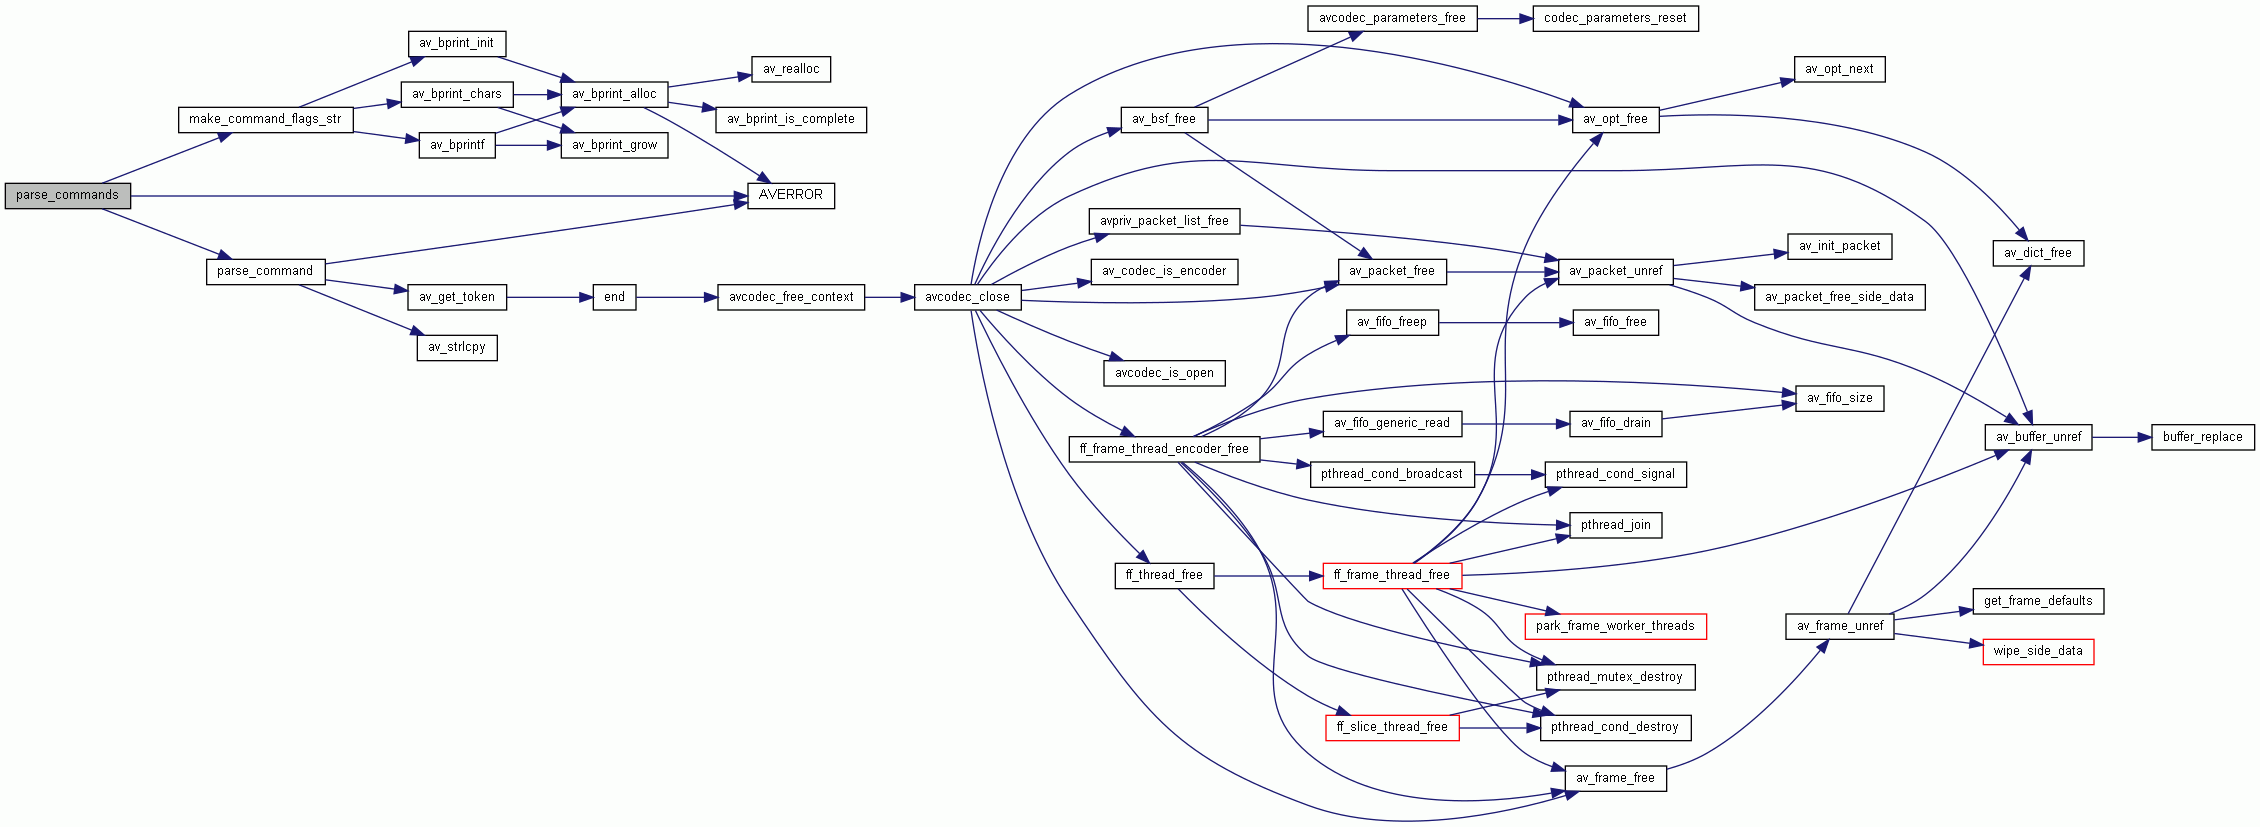 parse_commands
make_command_flags_str
parse_command
av_bprint_init
av_bprint_chars
av_bprintf
av_get_token
av_strlcpy
av_bprint_alloc
av_bprint_grow
end
av_realloc
av_bprint_is_complete
AVERROR
avcodec_free_context
avcodec_close
av_bsf_free
avpriv_packet_list_free
av_codec_is_encoder
avcodec_is_open
ff_frame_thread_encoder_free
ff_thread_free
avcodec_parameters_free
av_packet_free
av_fifo_freep
av_fifo_generic_read
pthread_cond_broadcast
ff_frame_thread_free
ff_slice_thread_free
codec_parameters_reset
av_opt_free
av_packet_unref
av_fifo_free
av_fifo_drain
pthread_cond_signal
pthread_join
park_frame_worker_threads
pthread_mutex_destroy
pthread_cond_destroy
av_frame_free
av_opt_next
av_init_packet
av_packet_free_side_data
av_fifo_size
av_frame_unref
av_dict_free
av_buffer_unref
get_frame_defaults
wipe_side_data
buffer_replace